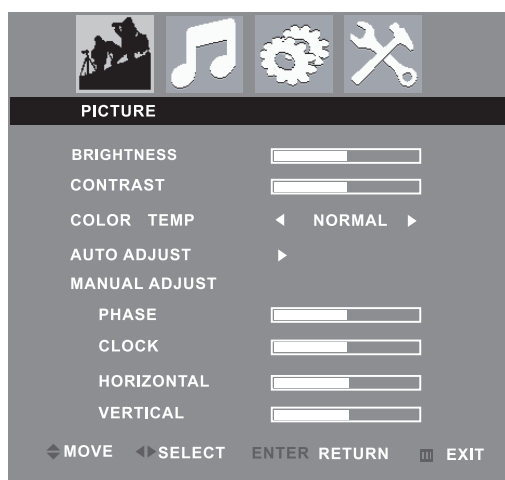 PICTURE
BRIGHTNESS
CONTRAST
COLOR TEMP NORMAL
AUTO ADJUST
MANUAL ADJUST
PHASE
CLOCK
HORIZONTAL
VERTICAL
MOVE SELECT ENTER RETURN EXIT